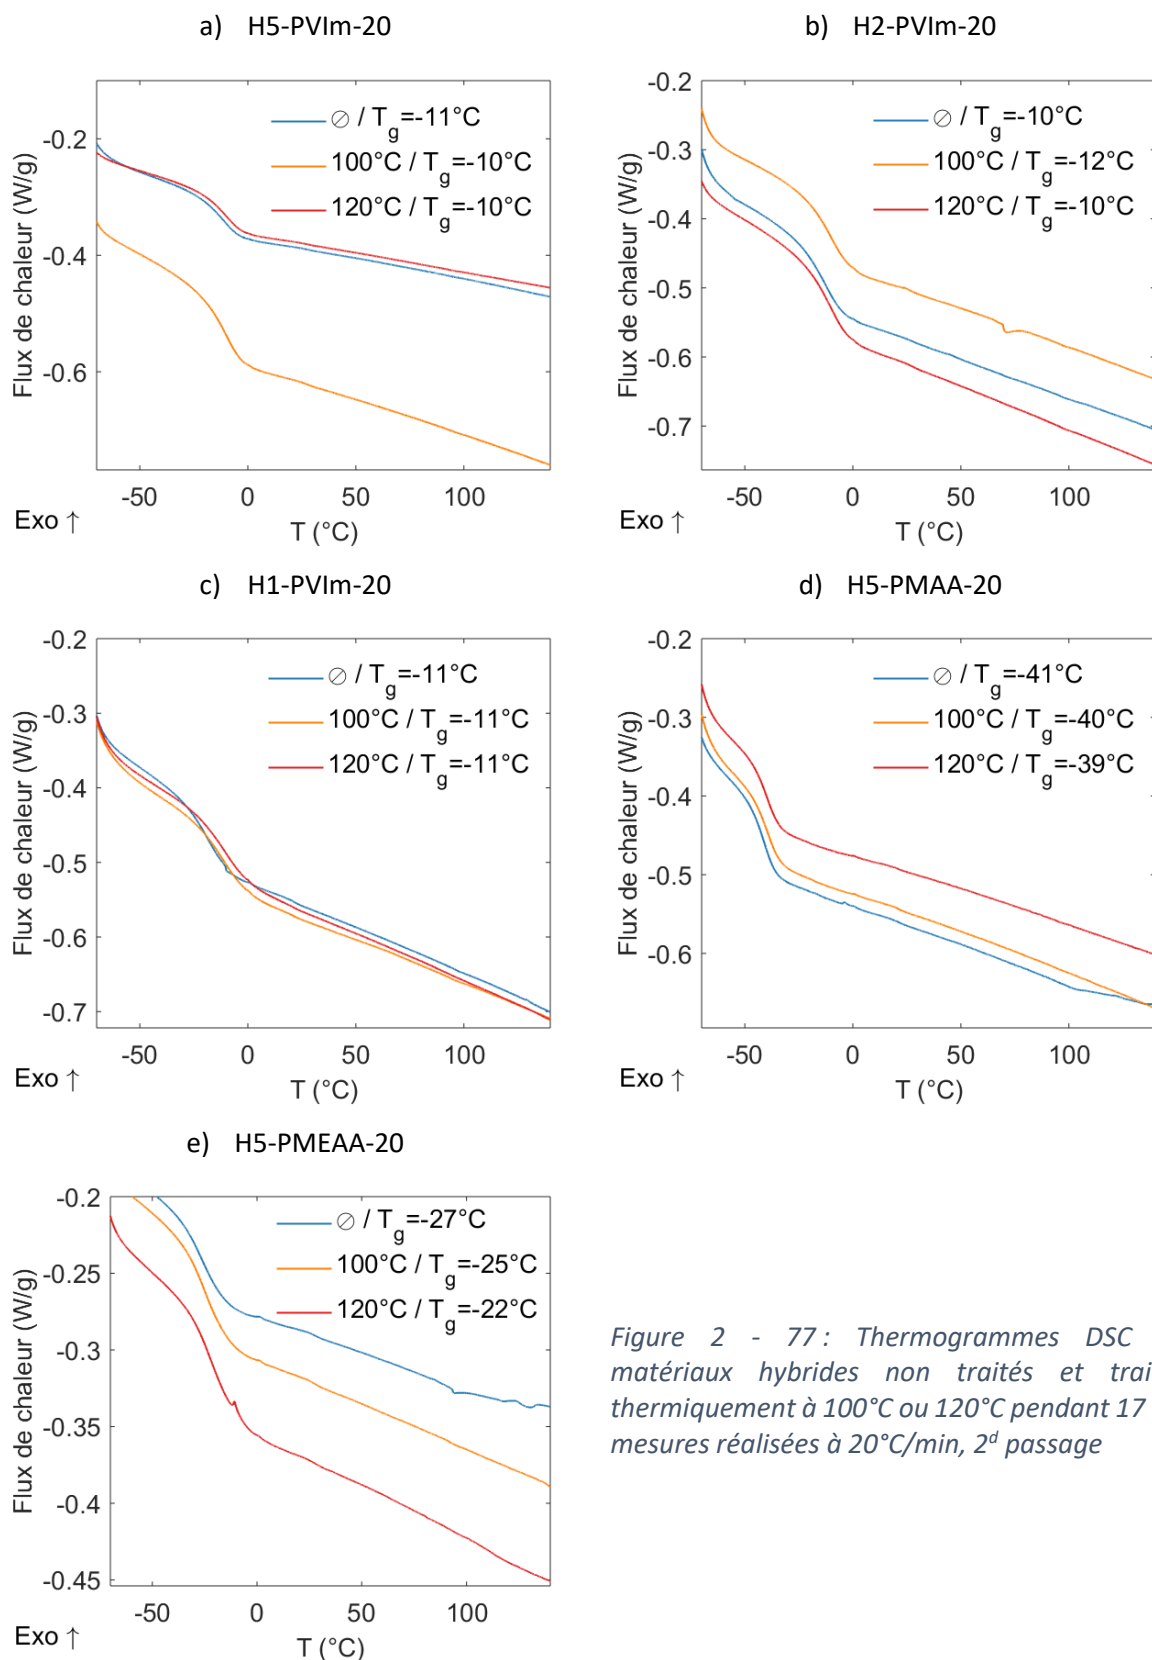 a) H5-PVIm-20
-0.2
-0.4
-0.6
Flux de chaleur (W/g)
∅ / Tg=-11°C
100°C / Tg=-10°C
120°C / Tg=-10°C
-50 0 50 100
Exo ↑
T (°C)
b) H2-PVIm-20
-0.2
-0.3
-0.4
-0.5
-0.6
-0.7
Flux de chaleur (W/g)
∅ / Tg=-10°C
100°C / Tg=-12°C
120°C / Tg=-10°C
-50 0 50 100
Exo ↑
T (°C)
c) H1-PVIm-20
-0.2
-0.3
-0.4
-0.5
-0.6
-0.7
Flux de chaleur (W/g)
∅ / Tg=-11°C
100°C / Tg=-11°C
120°C / Tg=-11°C
-50 0 50 100
Exo ↑
T (°C)
d) H5-PMAA-20
-0.2
-0.3
-0.4
-0.5
-0.6
Flux de chaleur (W/g)
∅ / Tg=-41°C
100°C / Tg=-40°C
120°C / Tg=-39°C
-50 0 50 100
Exo ↑
T (°C)
e) H5-PMEAA-20
-0.2
-0.25
-0.3
-0.35
-0.4
-0.45
Flux de chaleur (W/g)
∅ / Tg=-27°C
100°C / Tg=-25°C
120°C / Tg=-22°C
-50 0 50 100
Exo ↑
T (°C)
Figure 2 - 77 : Thermogrammes DSC
matériaux hybrides non traités et trai
thermiquement à 100°C ou 120°C pendant 17
mesures réalisées à 20°C/min, 2d passage